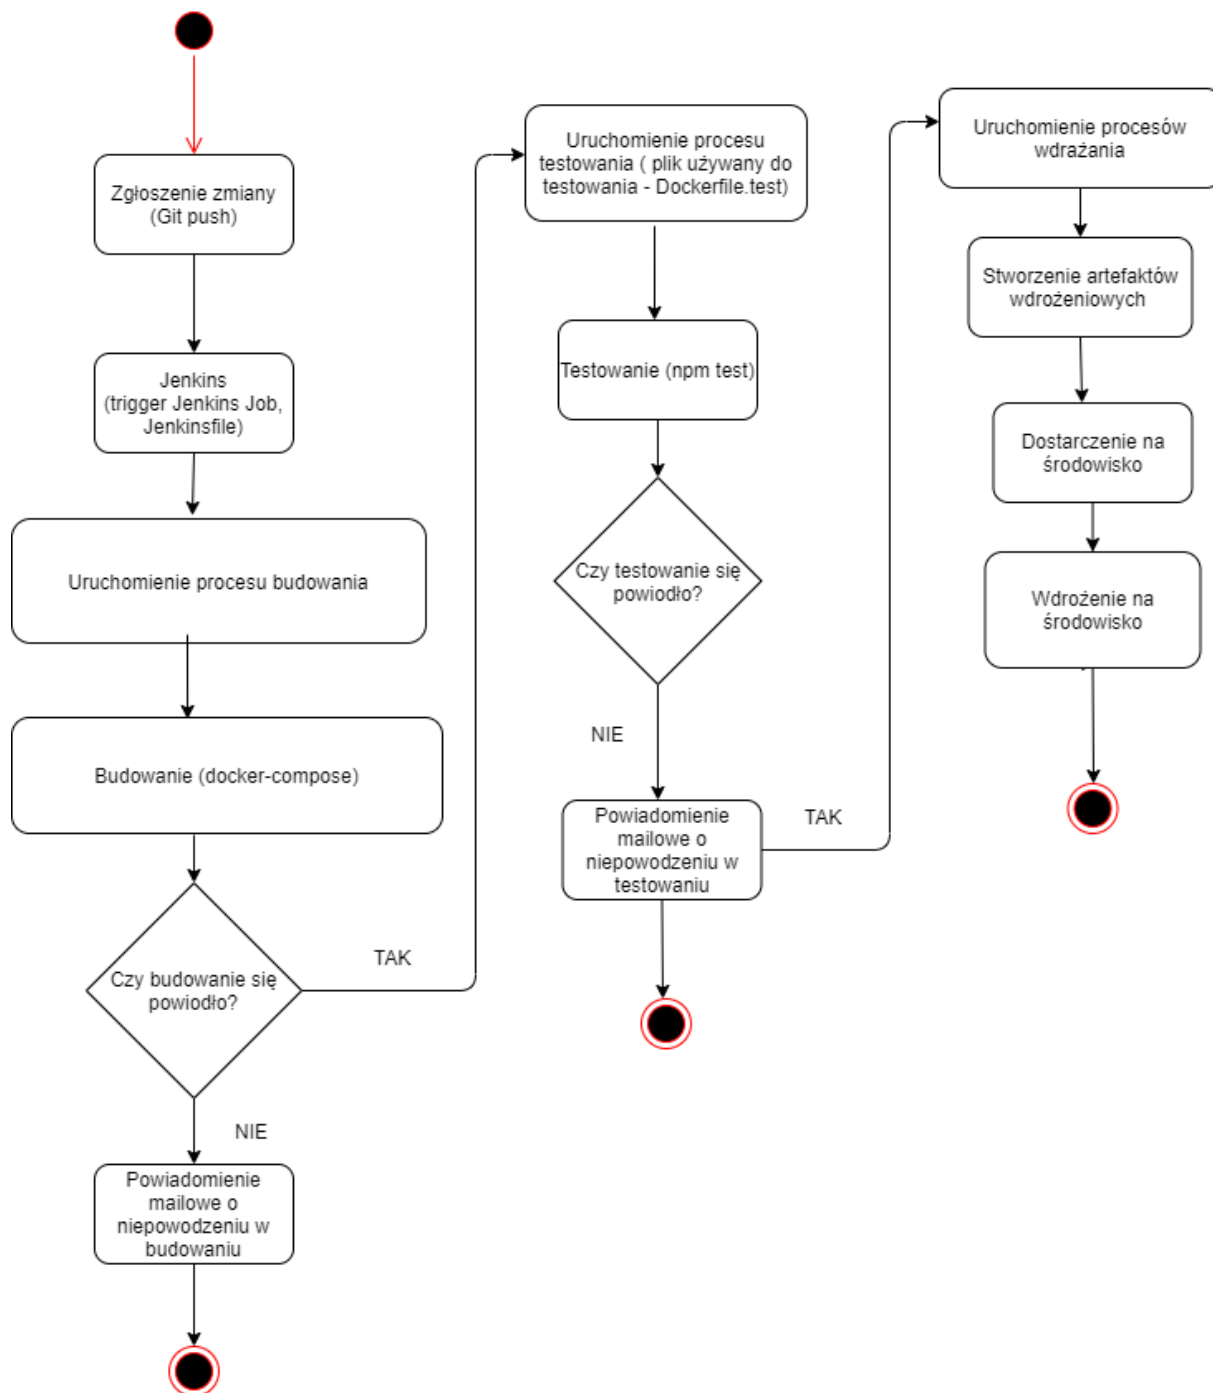 Zgłoszenie zmiany
(Git push)
Jenkins
(trigger Jenkins Job,
Jenkinsfile)
Uruchomienie procesu budowania
Budowanie (docker-compose)
Czy budowanie się
powiodło?
TAK
NIE
Powiadomienie
mailowe o
niepowodzeniu w
budowaniu
Uruchomienie procesu
testowania ( plik używany do
testowania - Dockerfile.test)
Testowanie (npm test)
Czy testowanie się
powiodło?
NIE
Powiadomienie
mailowe o
niepowodzeniu w
testowaniu
TAK
Uruchomienie procesów
wdrażania
Stworzenie artefaktów
wdrożeniowych
Dostarczenie na
środowisko
Wdrożenie na
środowisko